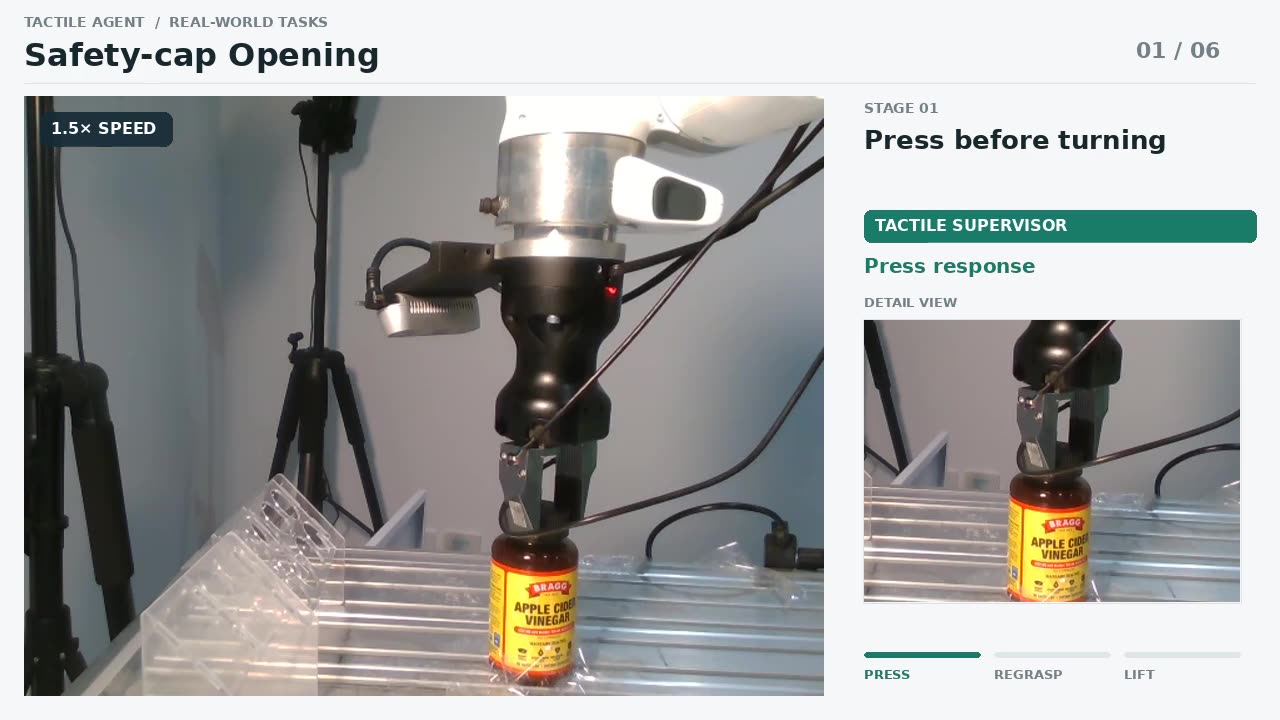 TACTILE AGENT / REAL-WORLD TASKS
Safety-cap Opening
01 / 06
1.5× SPEED
BRAGG
APPLE CIDER
VINEGAR
STAGE 01
Press before turning
TACTILE SUPERVISOR
Press response
DETAIL VIEW
BRAGG
APPLE CIDER
VINEGAR
PRESS
REGRASP
LIFT